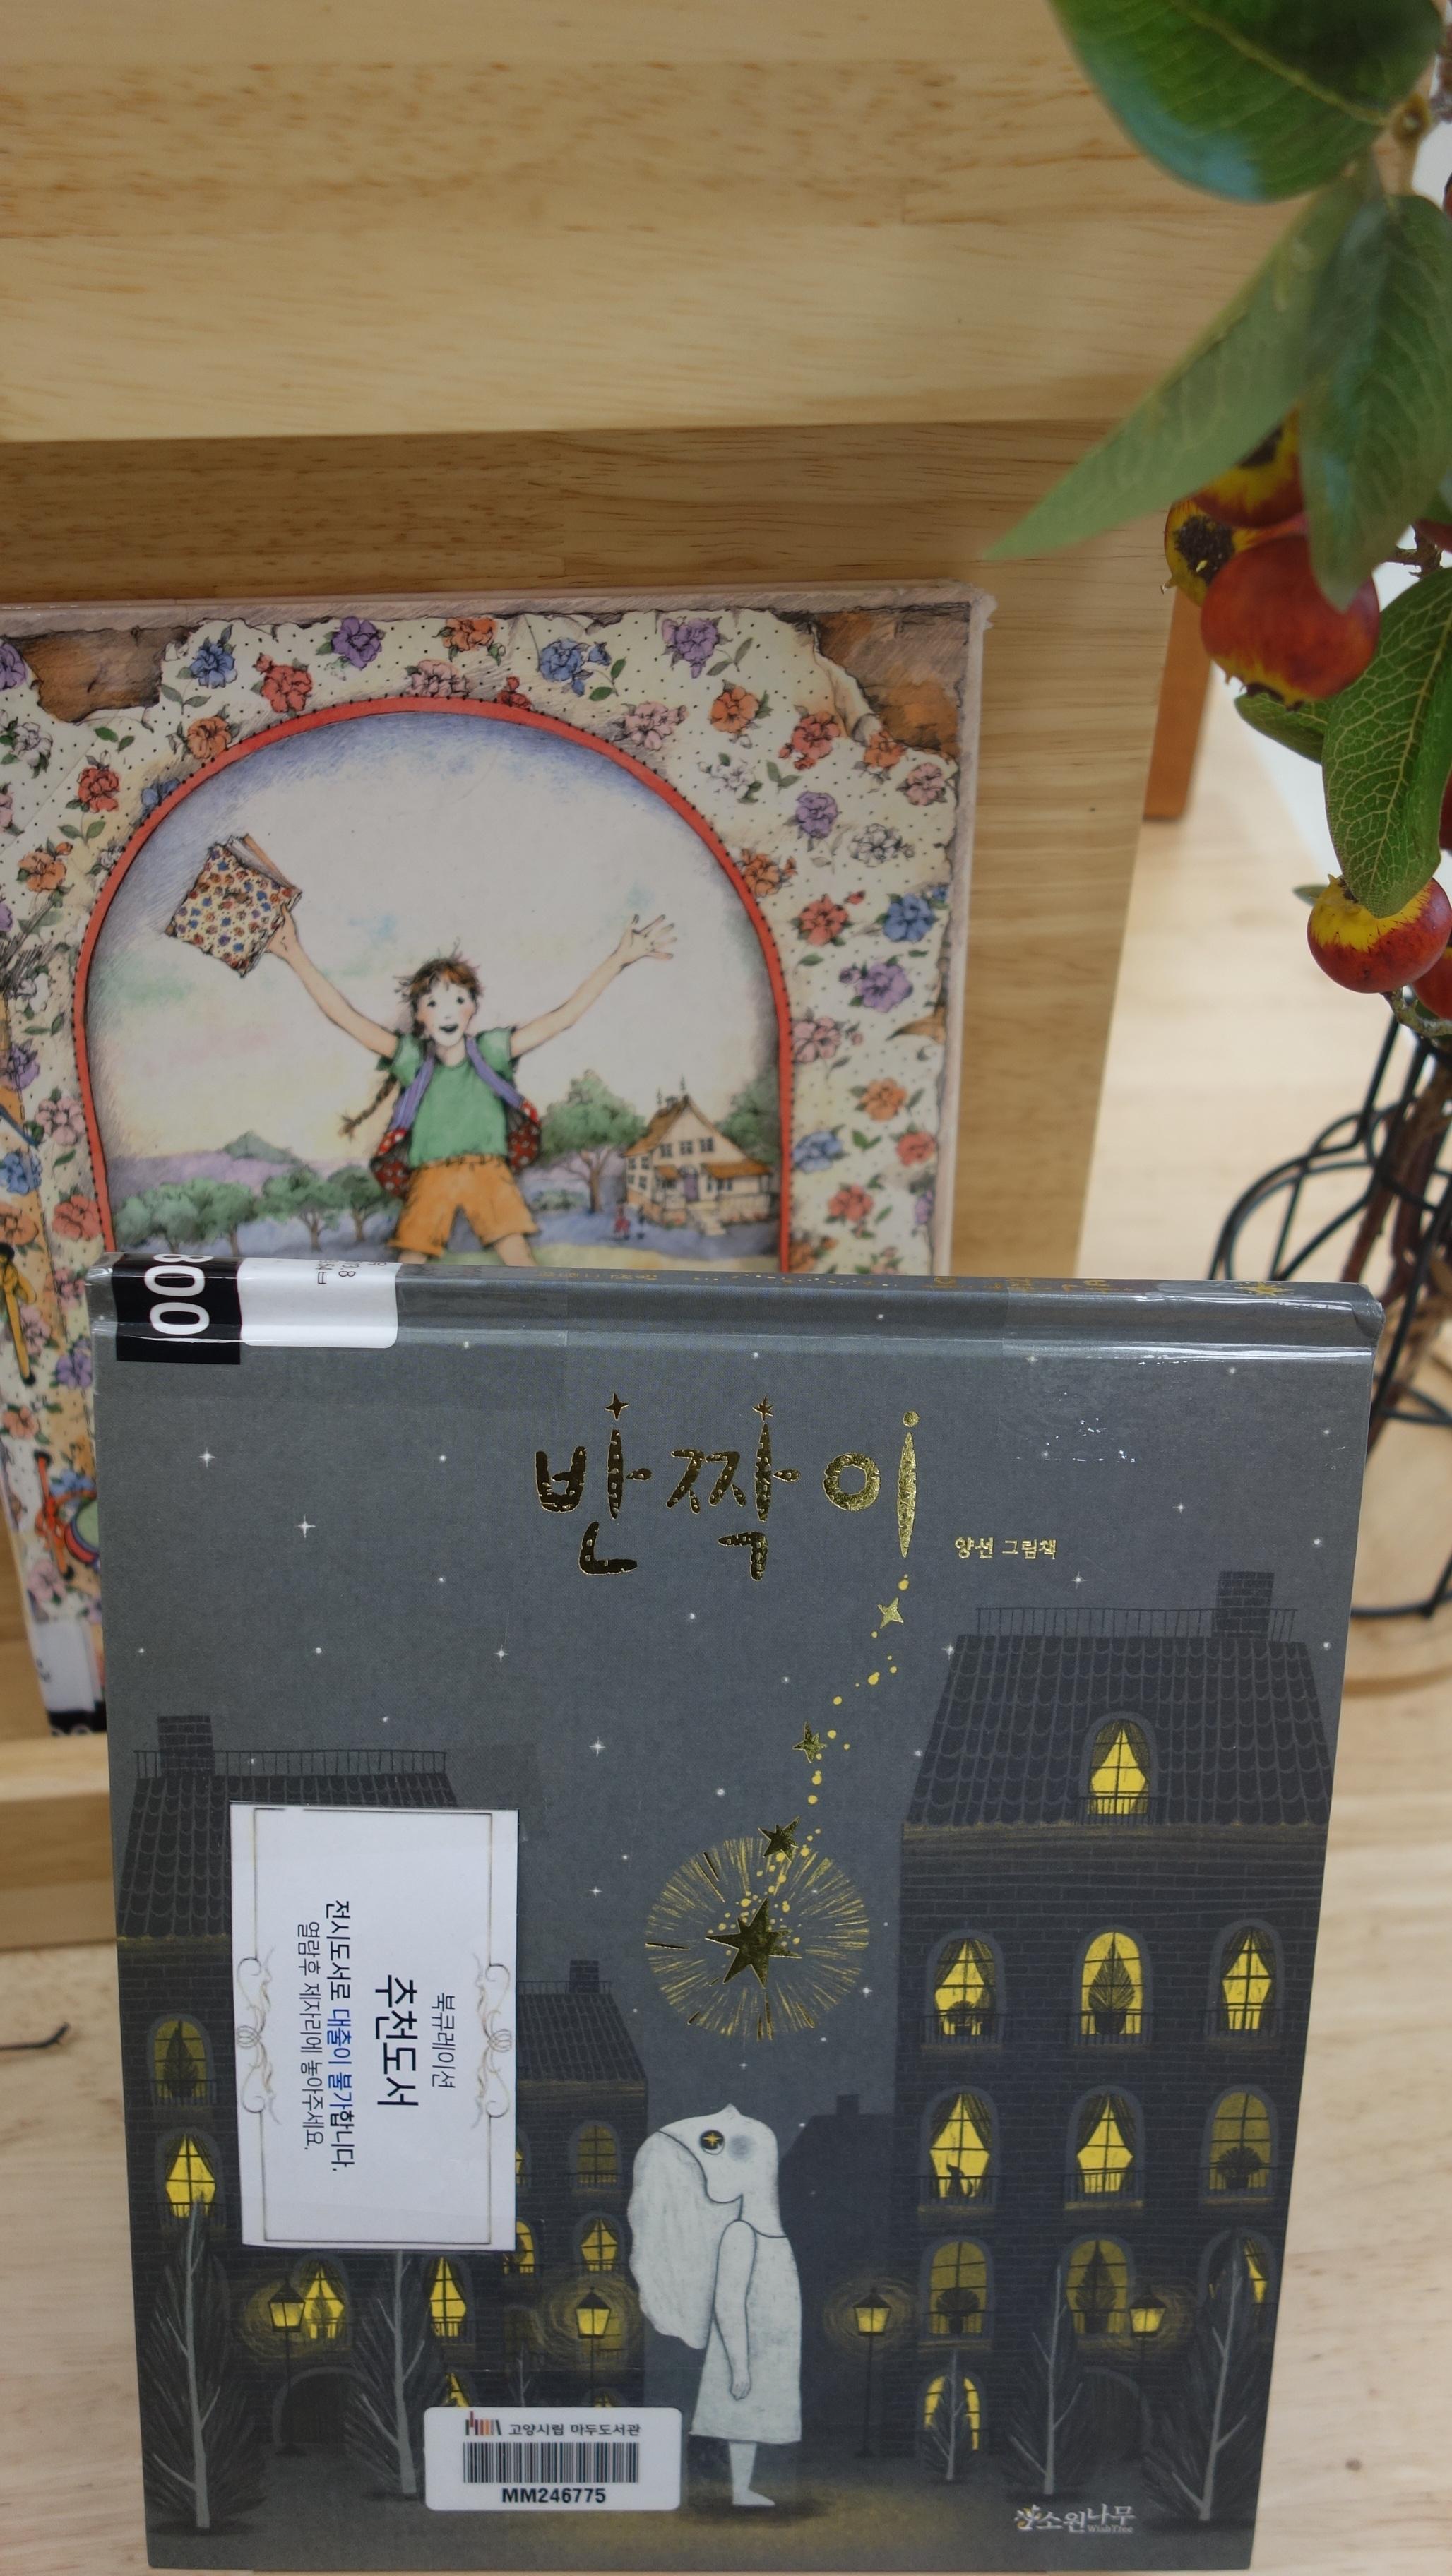 800
반짝이
양선 그림책
북큐레이션
추천도서
전시도서로 대출이 불가합니다.
열람후 제자리에 놓아주세요.
고양시립 마두도서관
MM246775
소원나무
WishTree